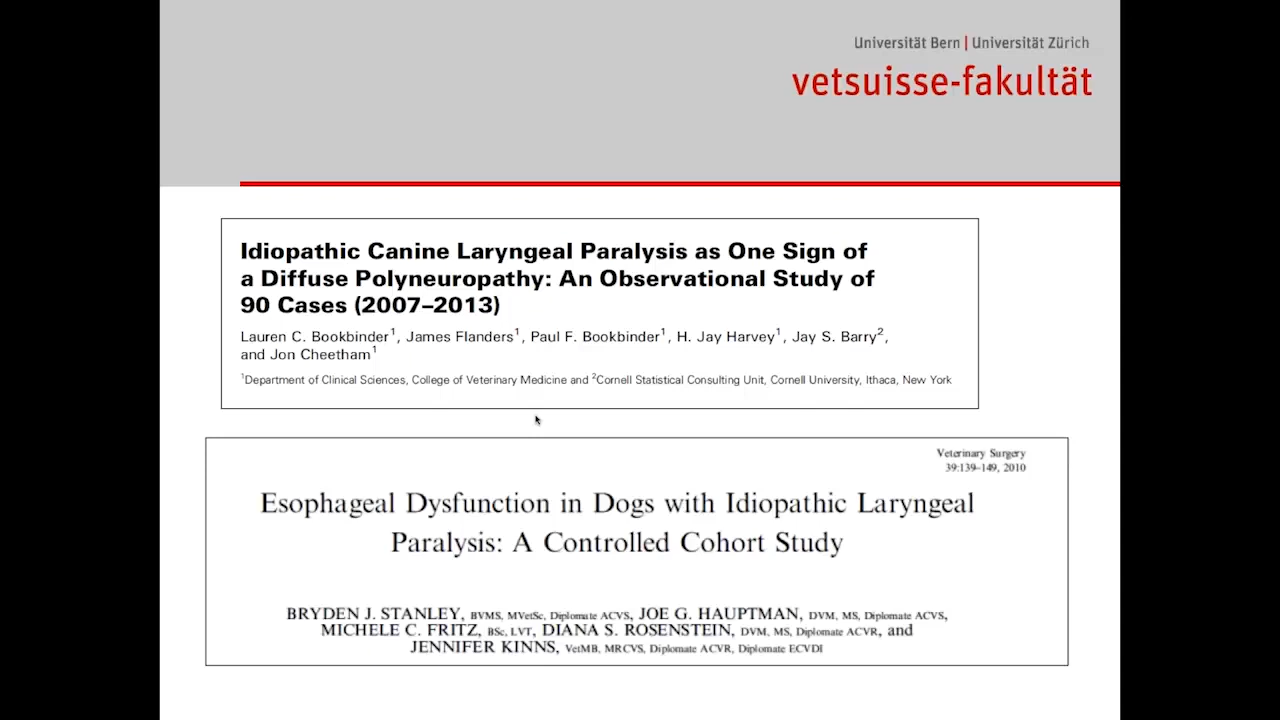 Universität Bern | Universität Zürich
vetsuisse-fakultät
Idiopathic Canine Laryngeal Paralysis as One Sign of
a Diffuse Polyneuropathy: An Observational Study of
90 Cases (2007–2013)
Lauren C. Bookbinder1, James Flanders1, Paul F. Bookbinder1, H. Jay Harvey1, Jay S. Barry2,
and Jon Cheetham1
1Department of Clinical Sciences, College of Veterinary Medicine and 2Cornell Statistical Consulting Unit, Cornell University, Ithaca, New York
Veterinary Surgery
39:139–149, 2010
Esophageal Dysfunction in Dogs with Idiopathic Laryngeal
Paralysis: A Controlled Cohort Study
BRYDEN J. STANLEY, BVMS, MVetSc, Diplomate ACVS, JOE G. HAUPTMAN, DVM, MS, Diplomate ACVS,
MICHELE C. FRITZ, BSc, LVT, DIANA S. ROSENSTEIN, DVM, MS, Diplomate ACVR, and
JENNIFER KINNS, VetMB, MRCVS, Diplomate ACVR, Diplomate ECVDI